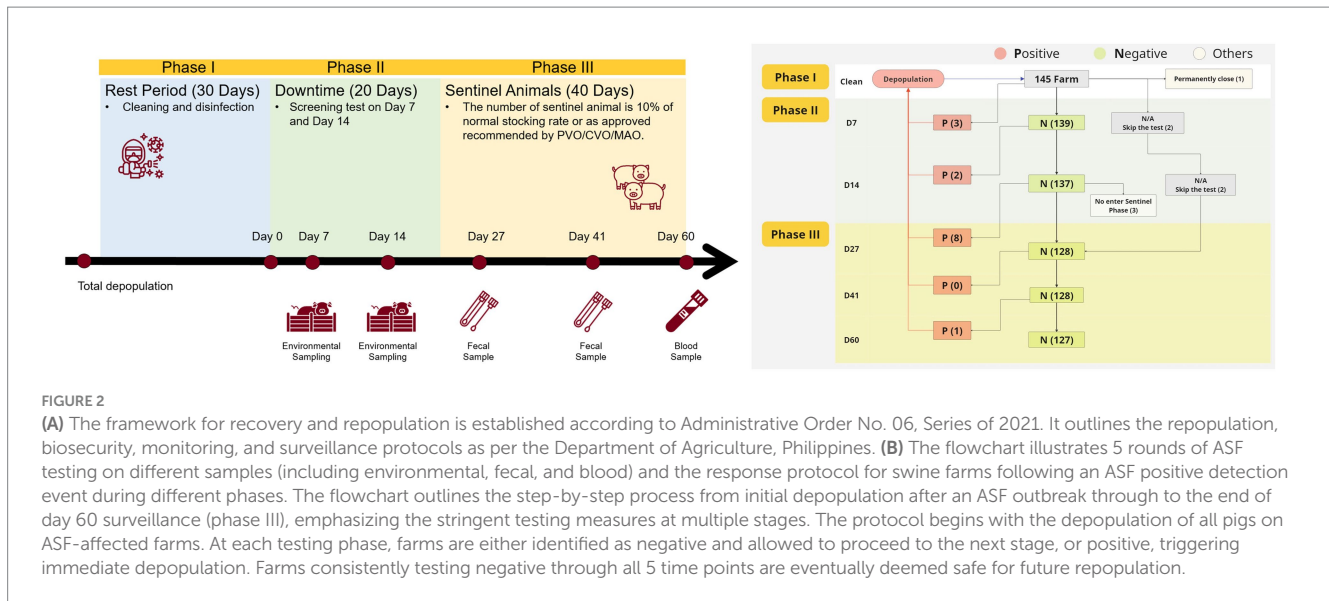 Phase I
Phase II
Phase III
Rest Period (30 Days)
• Cleaning and disinfection
Downtime (20 Days)
• Screening test on Day 7
and Day 14
Sentinel Animals (40 Days)
• The number of sentinel animal is 10% of
normal stocking rate or as approved
recommended by PVO/CVO/MAO.
Day 0
Day 7
Day 14
Day 27
Day 41
Day 60
Total depopulation
Environmental
Sampling
Environmental
Sampling
Fecal
Sample
Fecal
Sample
Blood
Sample
Positive
Negative
Others
Phase I
Clean
Depopulation
145 Farm
Permanently close (1)
Phase II
D7
P (3)
N (139)
N/A
Skip the test (2)
D14
P (2)
N (137)
N/A
Skip the test (2)
No enter Sentinel
Phase (3)
Phase III
P (8)
D27
N (128)
P (0)
D41
N (128)
P (1)
D60
N (127)
FIGURE 2
(A) The framework for recovery and repopulation is established according to Administrative Order No. 06, Series of 2021. It outlines the repopulation,
biosecurity, monitoring, and surveillance protocols as per the Department of Agriculture, Philippines. (B) The flowchart illustrates 5 rounds of ASF
testing on different samples (including environmental, fecal, and blood) and the response protocol for swine farms following an ASF positive detection
event during different phases. The flowchart outlines the step-by-step process from initial depopulation after an ASF outbreak through to the end of
day 60 surveillance (phase III), emphasizing the stringent testing measures at multiple stages. The protocol begins with the depopulation of all pigs on
ASF-affected farms. At each testing phase, farms are either identified as negative and allowed to proceed to the next stage, or positive, triggering
immediate depopulation. Farms consistently testing negative through all 5 time points are eventually deemed safe for future repopulation.